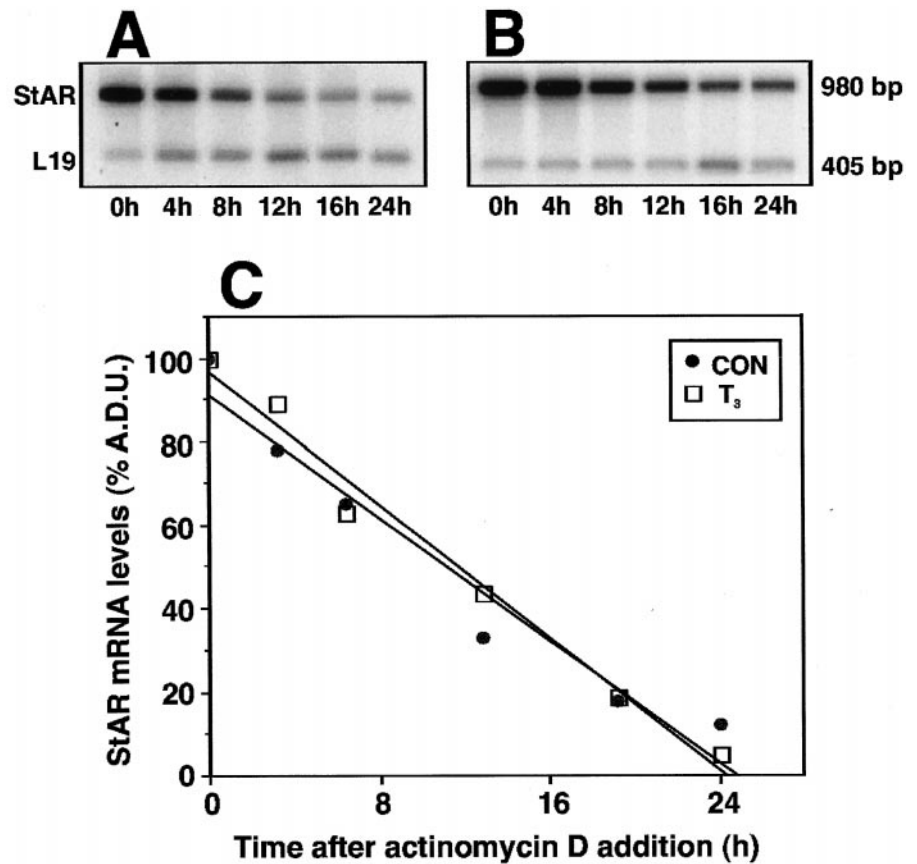 A
B
StAR
980 bp
L19
405 bp
0h 4h 8h 12h 16h 24h
0h 4h 8h 12h 16h 24h
C
StAR mRNA levels (% A.D.U.)
100
80
60
40
20
0
CON
T₃
0 8 16 24
Time after actinomycin D addition (h)